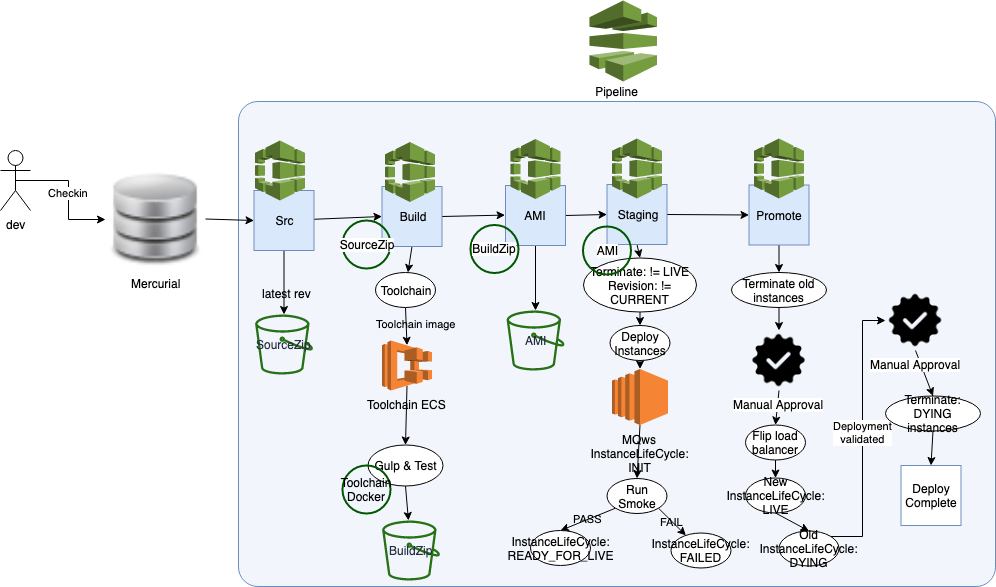 Pipeline
dev
Checkin
Mercurial
Src
latest rev
SourceZip
Build
SourceZip
Toolchain
Toolchain image
Toolchain ECS
Gulp & Test
Toolchain
Docker
BuildZip
AMI
BuildZip
AMI
Staging
AMI
Terminate: != LIVE
Revision: !=
CURRENT
Deploy
Instances
MQws
InstanceLifeCycle:
INIT
Run
Smoke
PASS
FAIL
InstanceLifeCycle:
READY_FOR_LIVE
InstanceLifeCycle:
FAILED
Promote
Terminate old
instances
Manual Approval
Flip load
balancer
New
InstanceLifeCycle:
LIVE
Old
InstanceLifeCycle:
DYING
Deployment
validated
Manual Approval
Terminate:
DYING
instances
Deploy
Complete